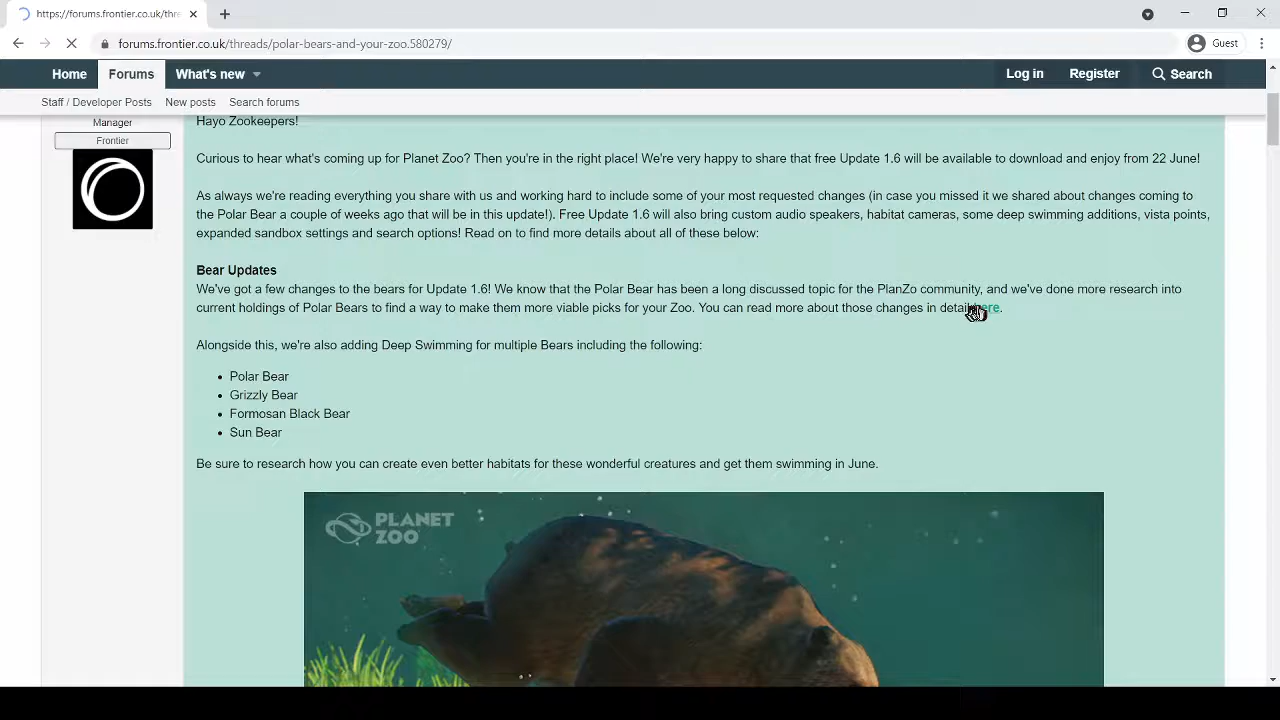 https://forums.frontier.co.uk/thre
forums.frontier.co.uk/threads/polar-bears-and-your-zoo.580279/
Guest
Home
Forums
What's new
Log in
Register
Search
Staff / Developer Posts
New posts
Search forums
Manager
Frontier
Hayo Zookeepers!
Curious to hear what's coming up for Planet Zoo? Then you're in the right place! We're very happy to share that free Update 1.6 will be available to download and enjoy from 22 June!
As always we're reading everything you share with us and working hard to include some of your most requested changes (in case you missed it we shared about changes coming to
the Polar Bear a couple of weeks ago that will be in this update!). Free Update 1.6 will also bring custom audio speakers, habitat cameras, some deep swimming additions, vista points,
expanded sandbox settings and search options! Read on to find more details about all of these below:
Bear Updates
We've got a few changes to the bears for Update 1.6! We know that the Polar Bear has been a long discussed topic for the PlanZo community, and we've done more research into
current holdings of Polar Bears to find a way to make them more viable picks for your Zoo. You can read more about those changes in detail here.
Alongside this, we're also adding Deep Swimming for multiple Bears including the following:
• Polar Bear
• Grizzly Bear
• Formosan Black Bear
• Sun Bear
Be sure to research how you can create even better habitats for these wonderful creatures and get them swimming in June.
PLANET
ZOO